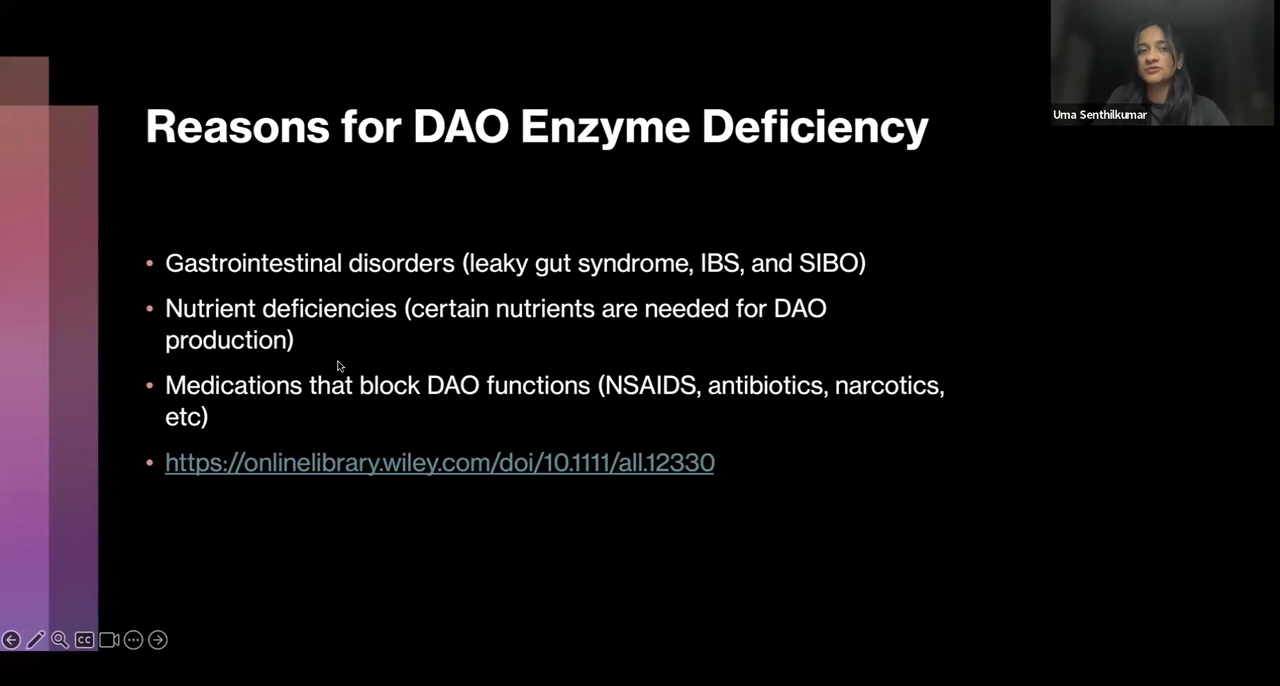 Reasons for DAO Enzyme Deficiency
Uma Senthilkumar
• Gastrointestinal disorders (leaky gut syndrome, IBS, and SIBO)
• Nutrient deficiencies (certain nutrients are needed for DAO
production)
• Medications that block DAO functions (NSAIDS, antibiotics, narcotics,
etc)
• https://onlinelibrary.wiley.com/doi/10.1111/all.12330
CC